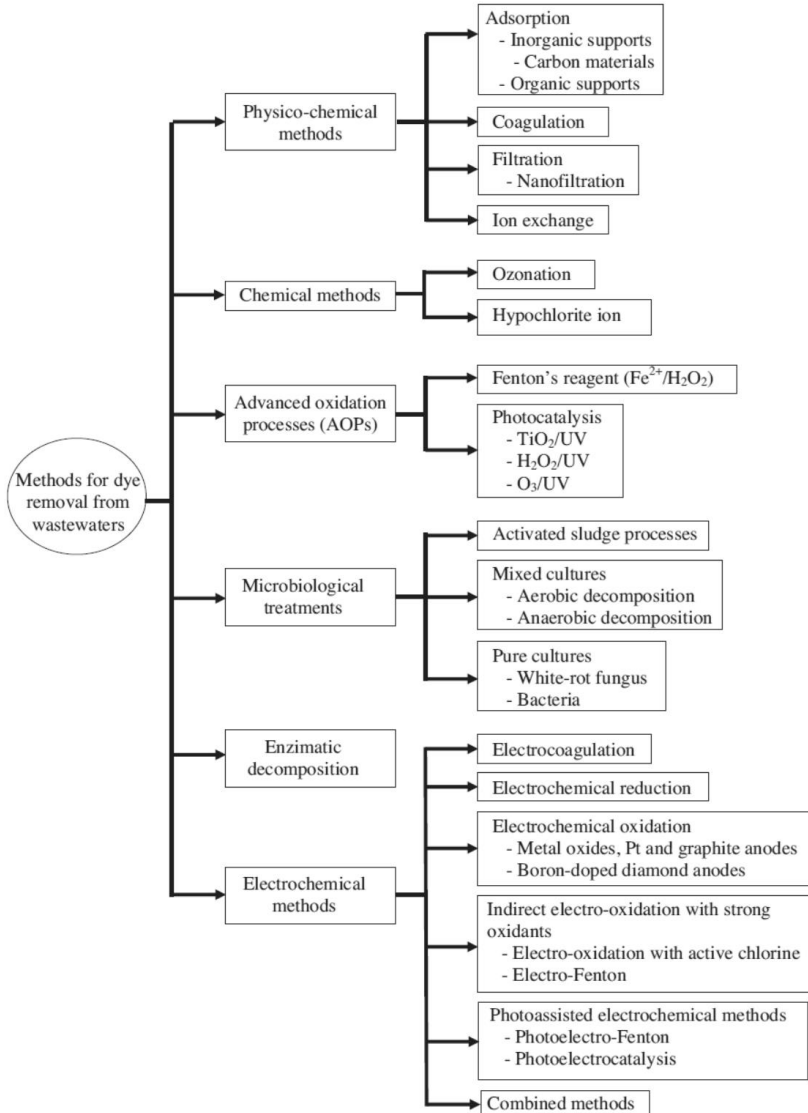 Methods for dye
removal from
wastewaters
Physico-chemical
methods
Adsorption
- Inorganic supports
- Carbon materials
- Organic supports
Coagulation
Filtration
- Nanofiltration
Ion exchange
Chemical methods
Ozonation
Hypochlorite ion
Advanced oxidation
processes (AOPs)
Fenton’s reagent (Fe²⁺/H₂O₂)
Photocatalysis
- TiO₂/UV
- H₂O₂/UV
- O₃/UV
Microbiological
treatments
Activated sludge processes
Mixed cultures
- Aerobic decomposition
- Anaerobic decomposition
Pure cultures
- White-rot fungus
- Bacteria
Enzimatic
decomposition
Electrochemical
methods
Electrocoagulation
Electrochemical reduction
Electrochemical oxidation
- Metal oxides, Pt and graphite anodes
- Boron-doped diamond anodes
Indirect electro-oxidation with strong
oxidants
- Electro-oxidation with active chlorine
- Electro-Fenton
Photoassisted electrochemical methods
- Photoelectro-Fenton
- Photoelectrocatalysis
Combined methods